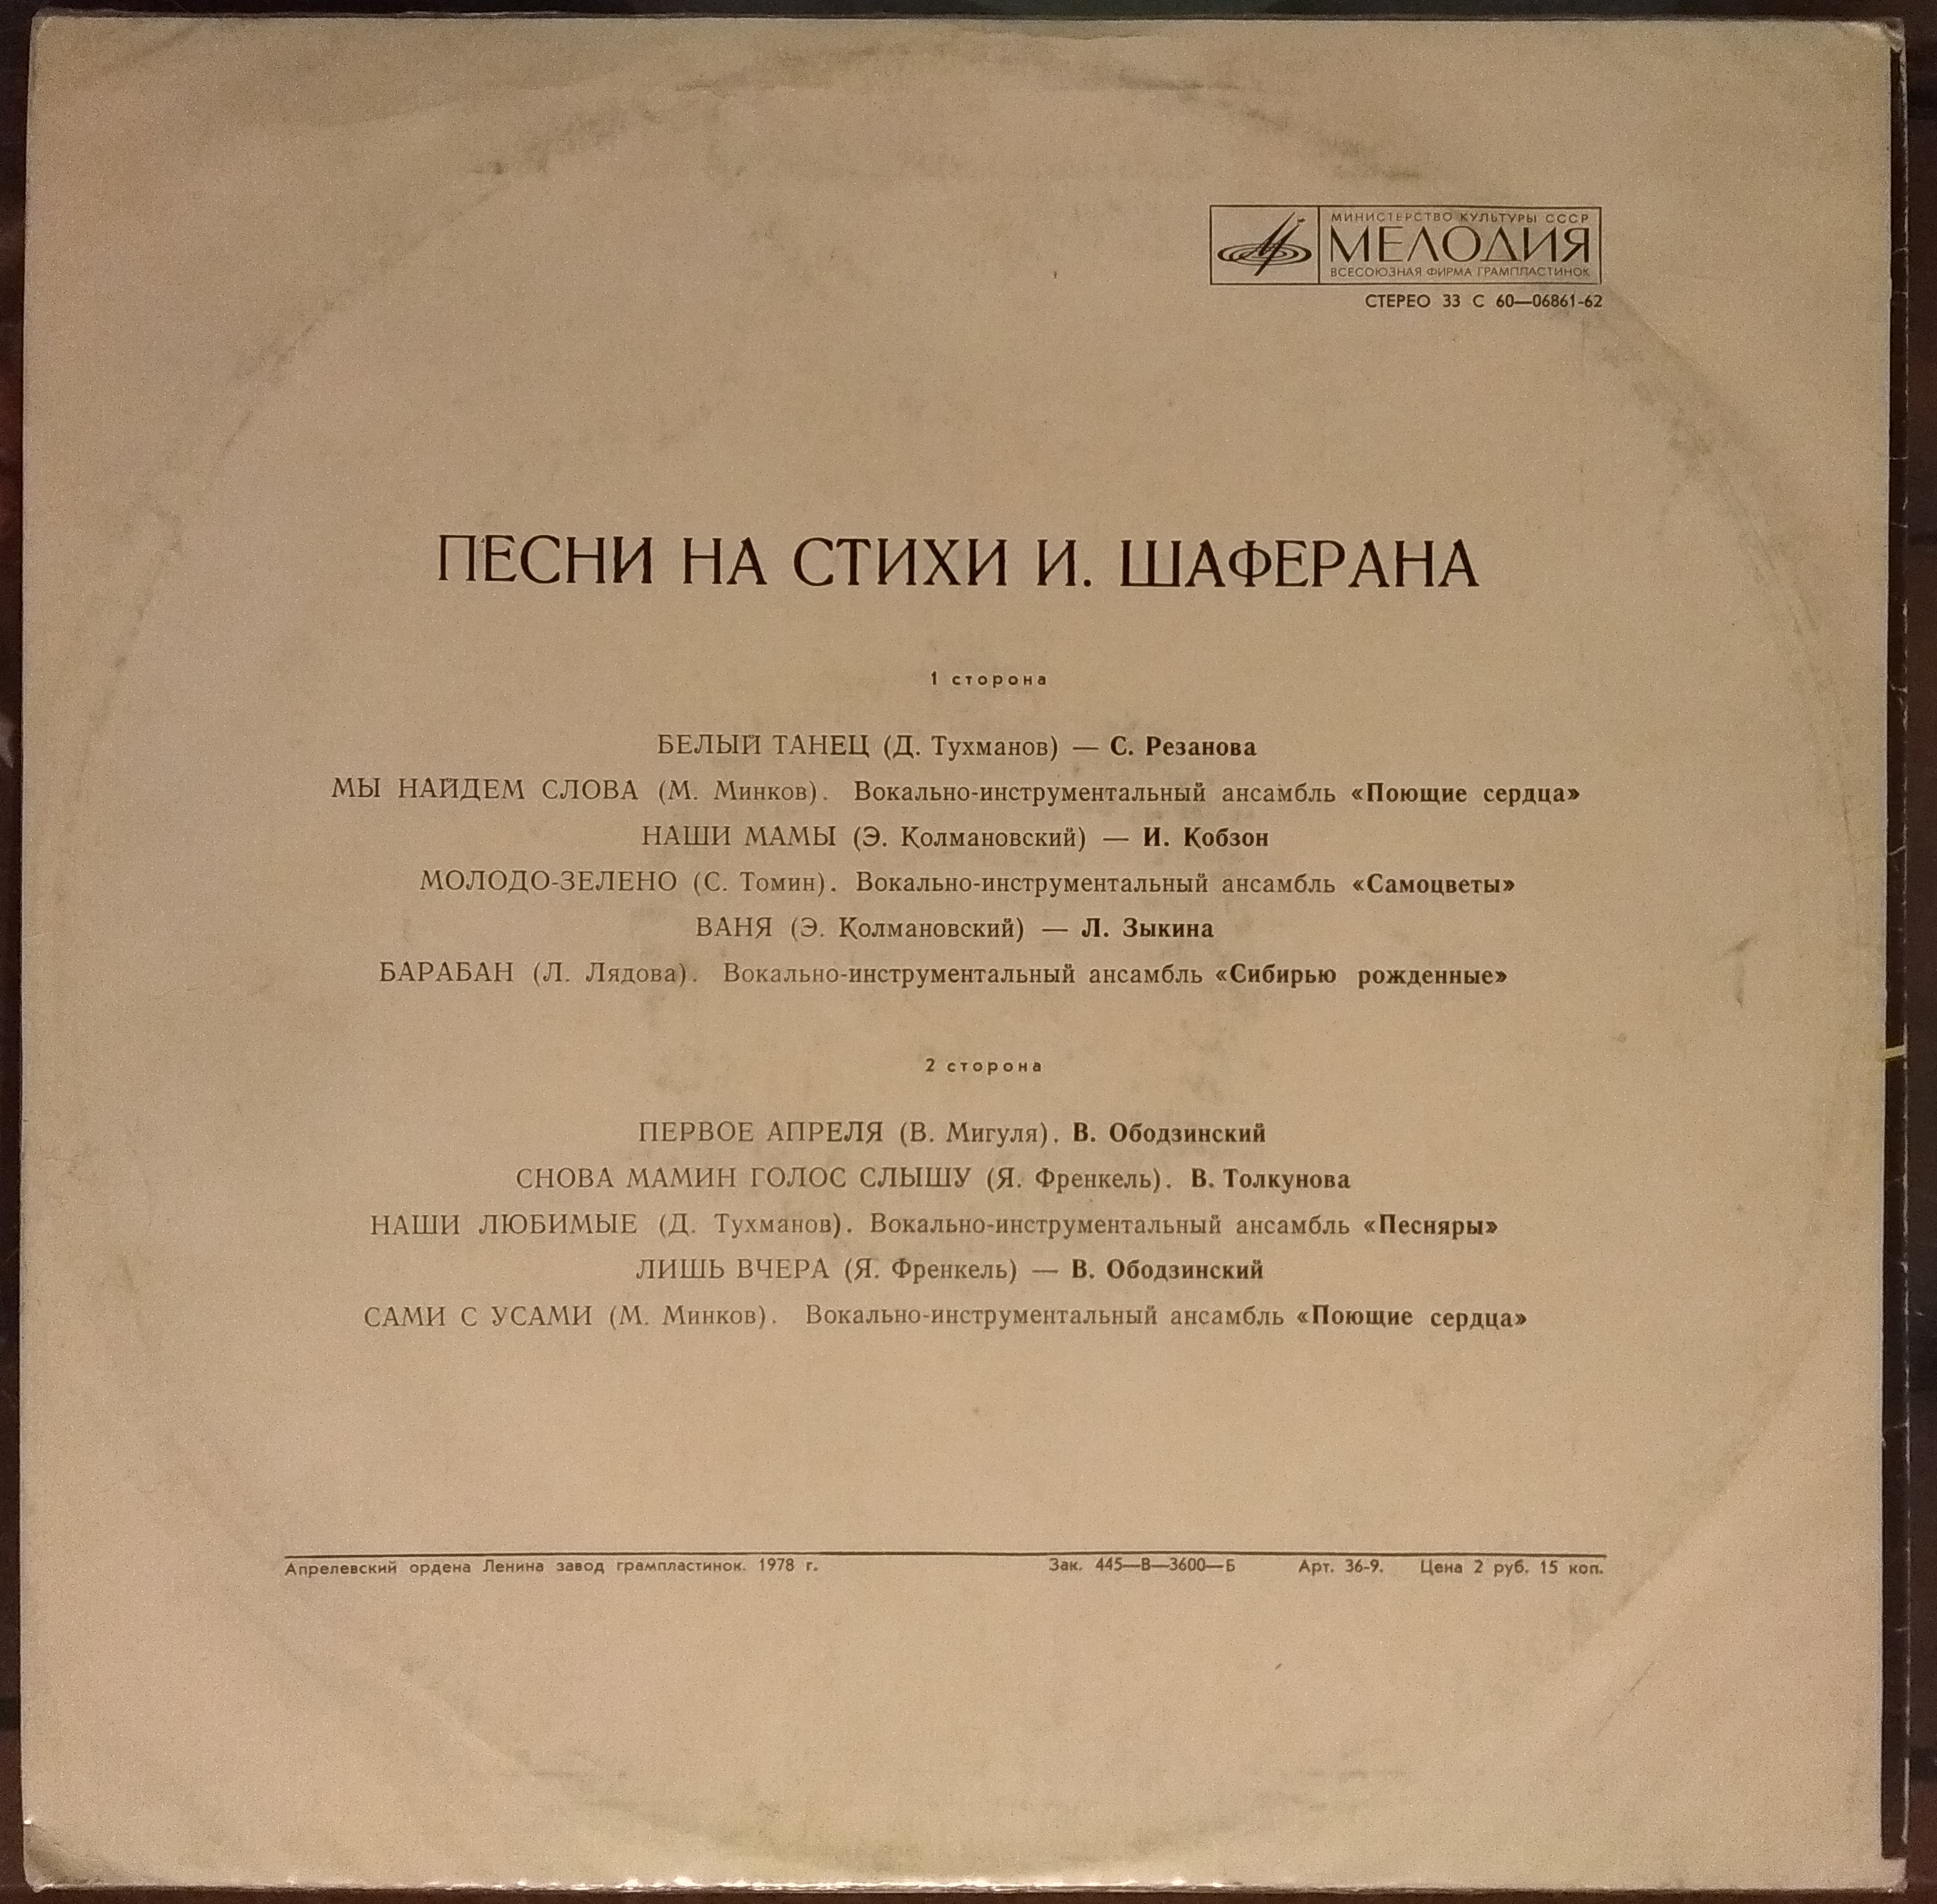 МИНИСТЕРСТВО КУЛЬТУРЫ СССР
МЕЛОДИЯ
ВСЕСОЮЗНАЯ ФИРМА ГРАМПЛАСТИНОК
СТЕРЕО 33 С 60—06861-62
ПЕСНИ НА СТИХИ И. ШАФЕРАНА
1 сторона
БЕЛЫЙ ТАНЕЦ (Д. Тухманов) — С. Резанова
МЫ НАЙДЕМ СЛОВА (М. Минков). Вокально-инструментальный ансамбль «Поющие сердца»
НАШИ МАМЫ (Э. Колмановский) — И. Кобзон
МОЛОДО-ЗЕЛЕНО (С. Томин). Вокально-инструментальный ансамбль «Самоцветы»
ВАНЯ (Э. Колмановский) — Л. Зыкина
БАРАБАН (Л. Лядова). Вокально-инструментальный ансамбль «Сибирью рожденные»
2 сторона
ПЕРВОЕ АПРЕЛЯ (В. Мигуля). В. Ободзинский
СНОВА МАМИН ГОЛОС СЛЫШУ (Я. Френкель). В. Толкунова
НАШИ ЛЮБИМЫЕ (Д. Тухманов). Вокально-инструментальный ансамбль «Песняры»
ЛИШЬ ВЧЕРА (Я. Френкель) — В. Ободзинский
САМИ С УСАМИ (М. Минков). Вокально-инструментальный ансамбль «Поющие сердца»
Апрелевский ордена Ленина завод грампластинок. 1978 г. Зак. 445—В—3600—Б Арт. 36-9. Цена 2 руб. 15 коп.